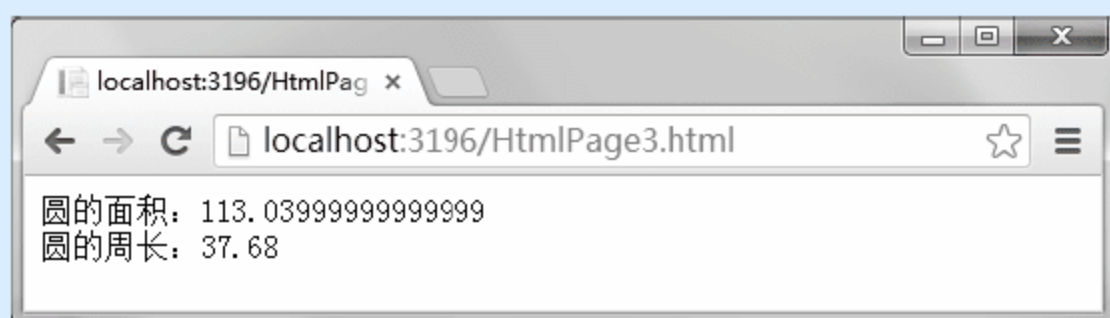 localhost:3196/HtmlPag
localhost:3196/HtmlPage3.html
圆的面积：113.03999999999999
圆的周长：37.68